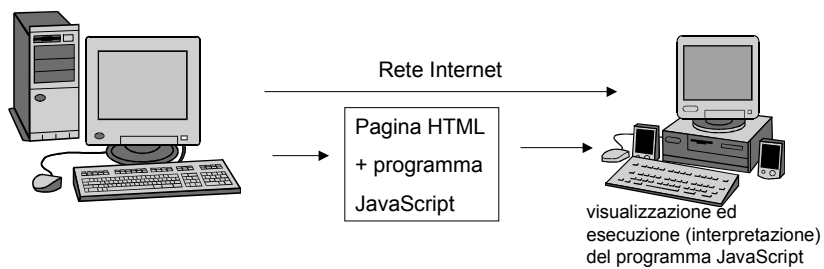 Rete Internet
Pagina HTML
+ programma
JavaScript
visualizzazione ed
esecuzione (interpretazione)
del programma JavaScript